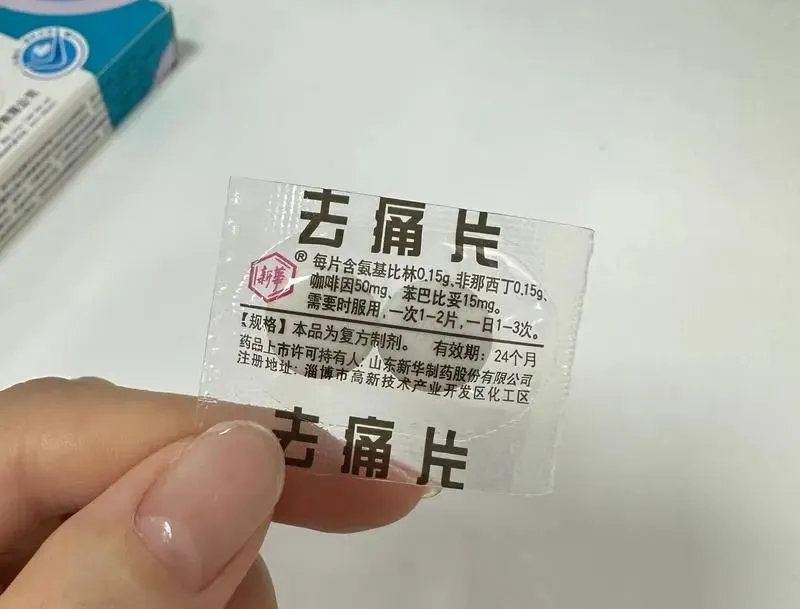 去痛片
新华
®
每片含氨基比林0.15g、非那西丁0.15g、
咖啡因50mg、苯巴比妥15mg。
需要时服用,一次1-2片,一日1-3次。
【规格】本品为复方制剂。 有效期:24个月
药品上市许可持有人:山东新华制药股份有限公司
注册地址:淄博市高新技术产业开发区化工区
去痛片